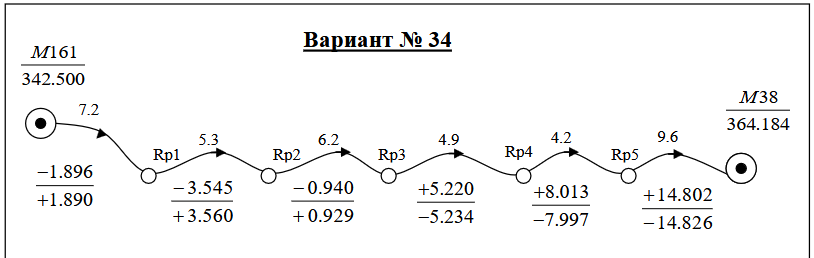 Вариант № 34
M161
342.500
7.2
Rp1
5.3
Rp2
6.2
Rp3
4.9
Rp4
4.2
Rp5
9.6
M38
364.184
−1.896
+1.890
−3.545
+3.560
−0.940
+0.929
+5.220
−5.234
+8.013
−7.997
+14.802
−14.826